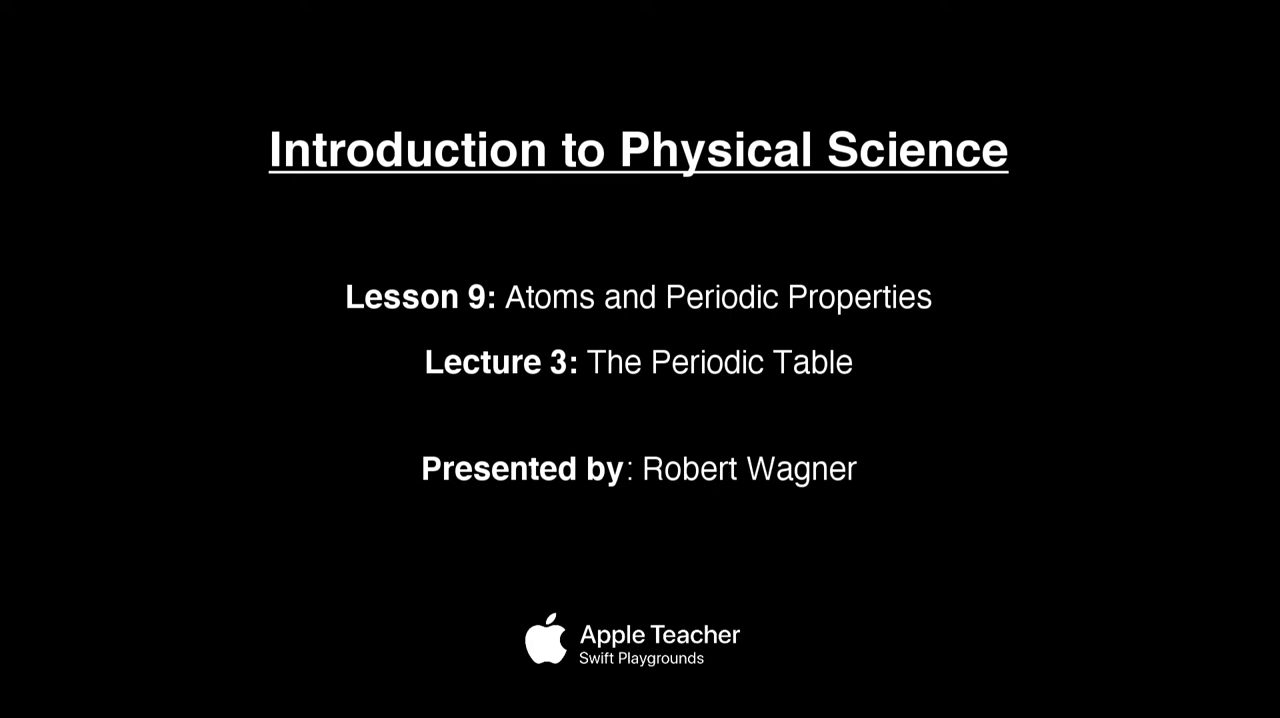 Introduction to Physical Science
Lesson 9: Atoms and Periodic Properties
Lecture 3: The Periodic Table
Presented by: Robert Wagner
Apple Teacher
Swift Playgrounds